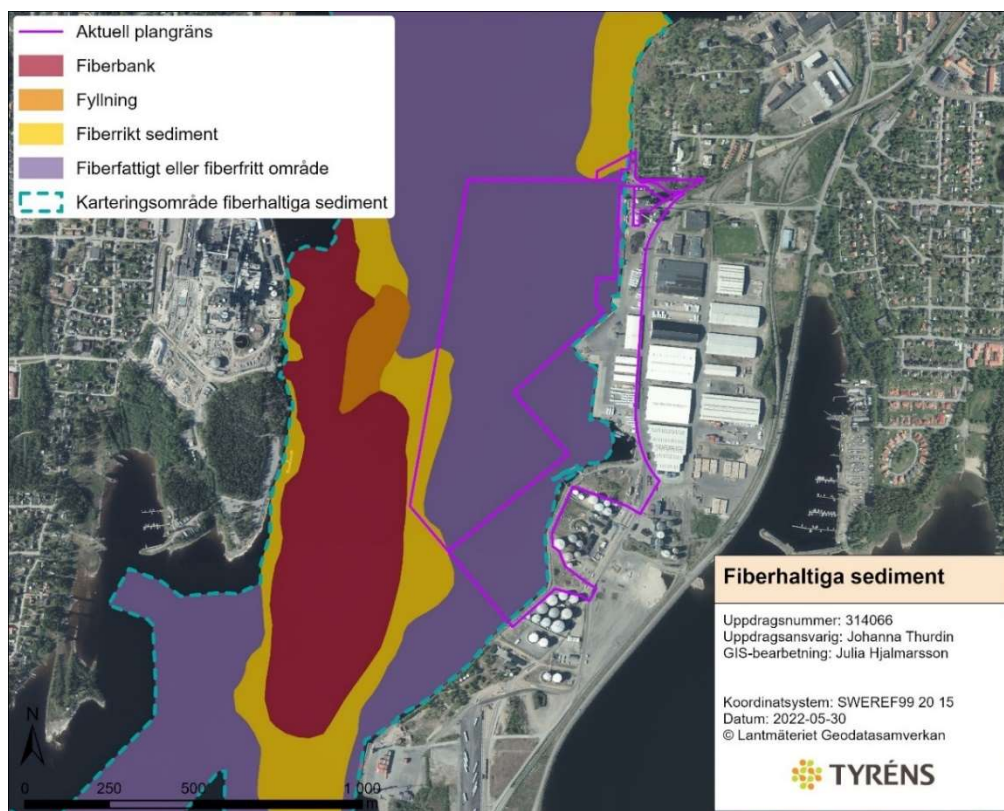 Aktuell plangräns
Fiberbank
Fyllning
Fiberrikt sediment
Fiberfattigt eller fiberfritt område
Karteringsområde fiberhaltiga sediment
Fiberhaltiga sediment
Uppdragsnummer: 314066
Uppdragsansvarig: Johanna Thurdin
GIS-bearbetning: Julia Hjalmarsson
Koordinatsystem: SWEREF99 20 15
Datum: 2022-05-30
© Lantmäteriet Geodatasamverkan
TYRÉNS
N
0 250 500 1 000
m